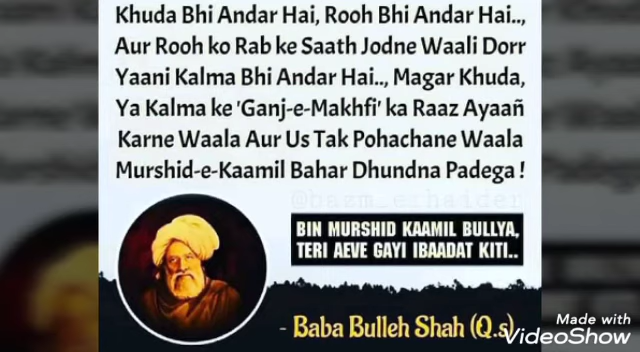 Khuda Bhi Andar Hai, Rooh Bhi Andar Hai..,
Aur Rooh ko Rab ke Saath Jodne Waali Dorr
Yaani Kalma Bhi Andar Hai.., Magar Khuda,
Ya Kalma ke 'Ganj-e-Makhfi' ka Raaz Ayaañ
Karne Waala Aur Us Tak Pohachane Waala
Murshid-e-Kaamil Bahar Dhundna Padega !
@bazm_e_haider
BIN MURSHID KAAMIL BULLYA,
TERI AEVE GAYI IBAADAT KITI..
- Baba Bulleh Shah (Q.s)
Made with
VideoShow